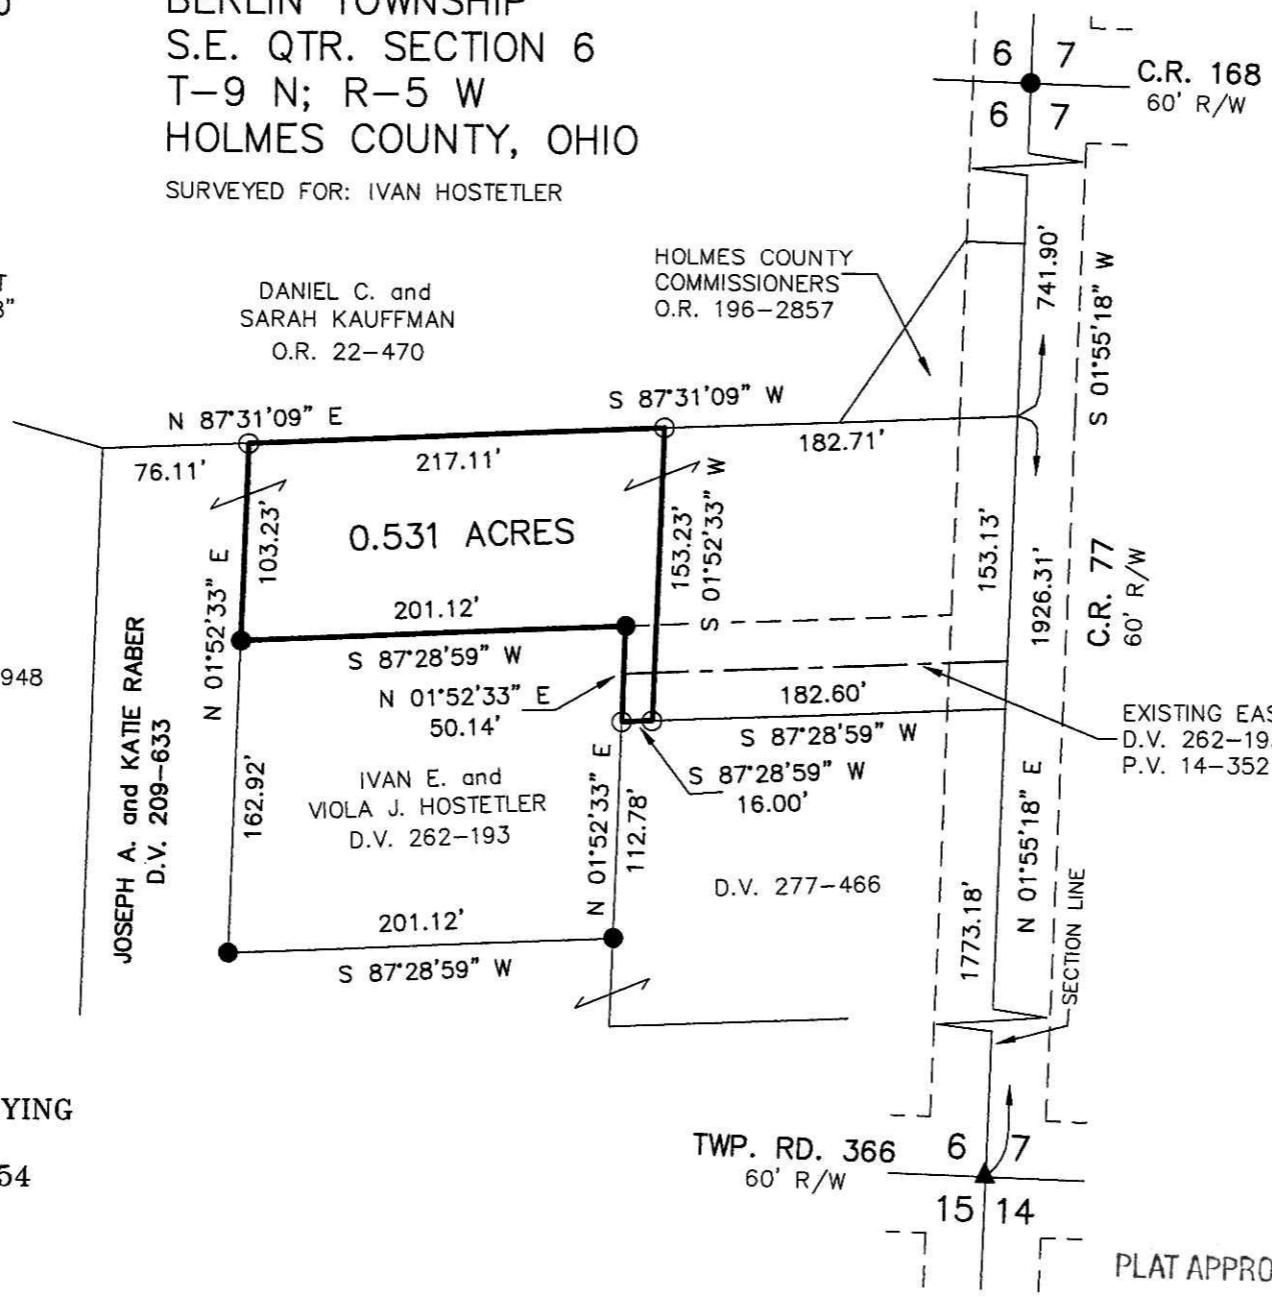 BERLIN TOWNSHIP
S.E. QTR. SECTION 6
T-9 N; R-5 W
HOLMES COUNTY, OHIO
SURVEYED FOR: IVAN HOSTETLER
6 7
6 7
C.R. 168
60' R/W
DANIEL C. and
SARAH KAUFFMAN
O.R. 22-470
HOLMES COUNTY
COMMISSIONERS
O.R. 196-2857
741.90'
S 01°55'18" W
N 87°31'09" E
76.11'
S 87°31'09" W
217.11'
182.71'
103.23'
N 01°52'33" E
0.531 ACRES
153.23'
S 01°52'33" W
153.13'
1926.31'
C.R. 77
60' R/W
201.12'
S 87°28'59" W
N 01°52'33" E
50.14'
182.60'
S 87°28'59" W
S 87°28'59" W
16.00'
D.V. 262-19
P.V. 14-352
948
JOSEPH A. and KATIE RABER
D.V. 209-633
162.92'
IVAN E. and
VIOLA J. HOSTETLER
D.V. 262-193
N 01°52'33" E
112.78'
D.V. 277-466
201.12'
S 87°28'59" W
1773.18'
N 01°55'18" E
SECTION LINE
EXISTING
YING
54
TWP. RD. 366
60' R/W
6 7
15 14
PLAT